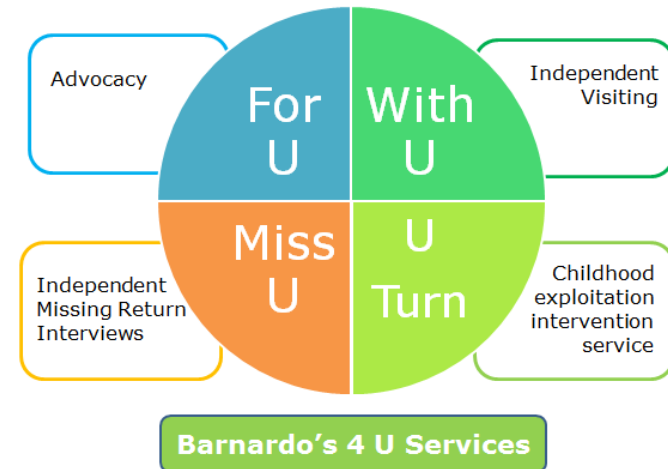 Advocacy
For
U
With
U
Independent
Visiting
Independent
Missing Return
Interviews
Miss
U
U
Turn
Childhood
exploitation
intervention
service
Barnardo’s 4 U Services